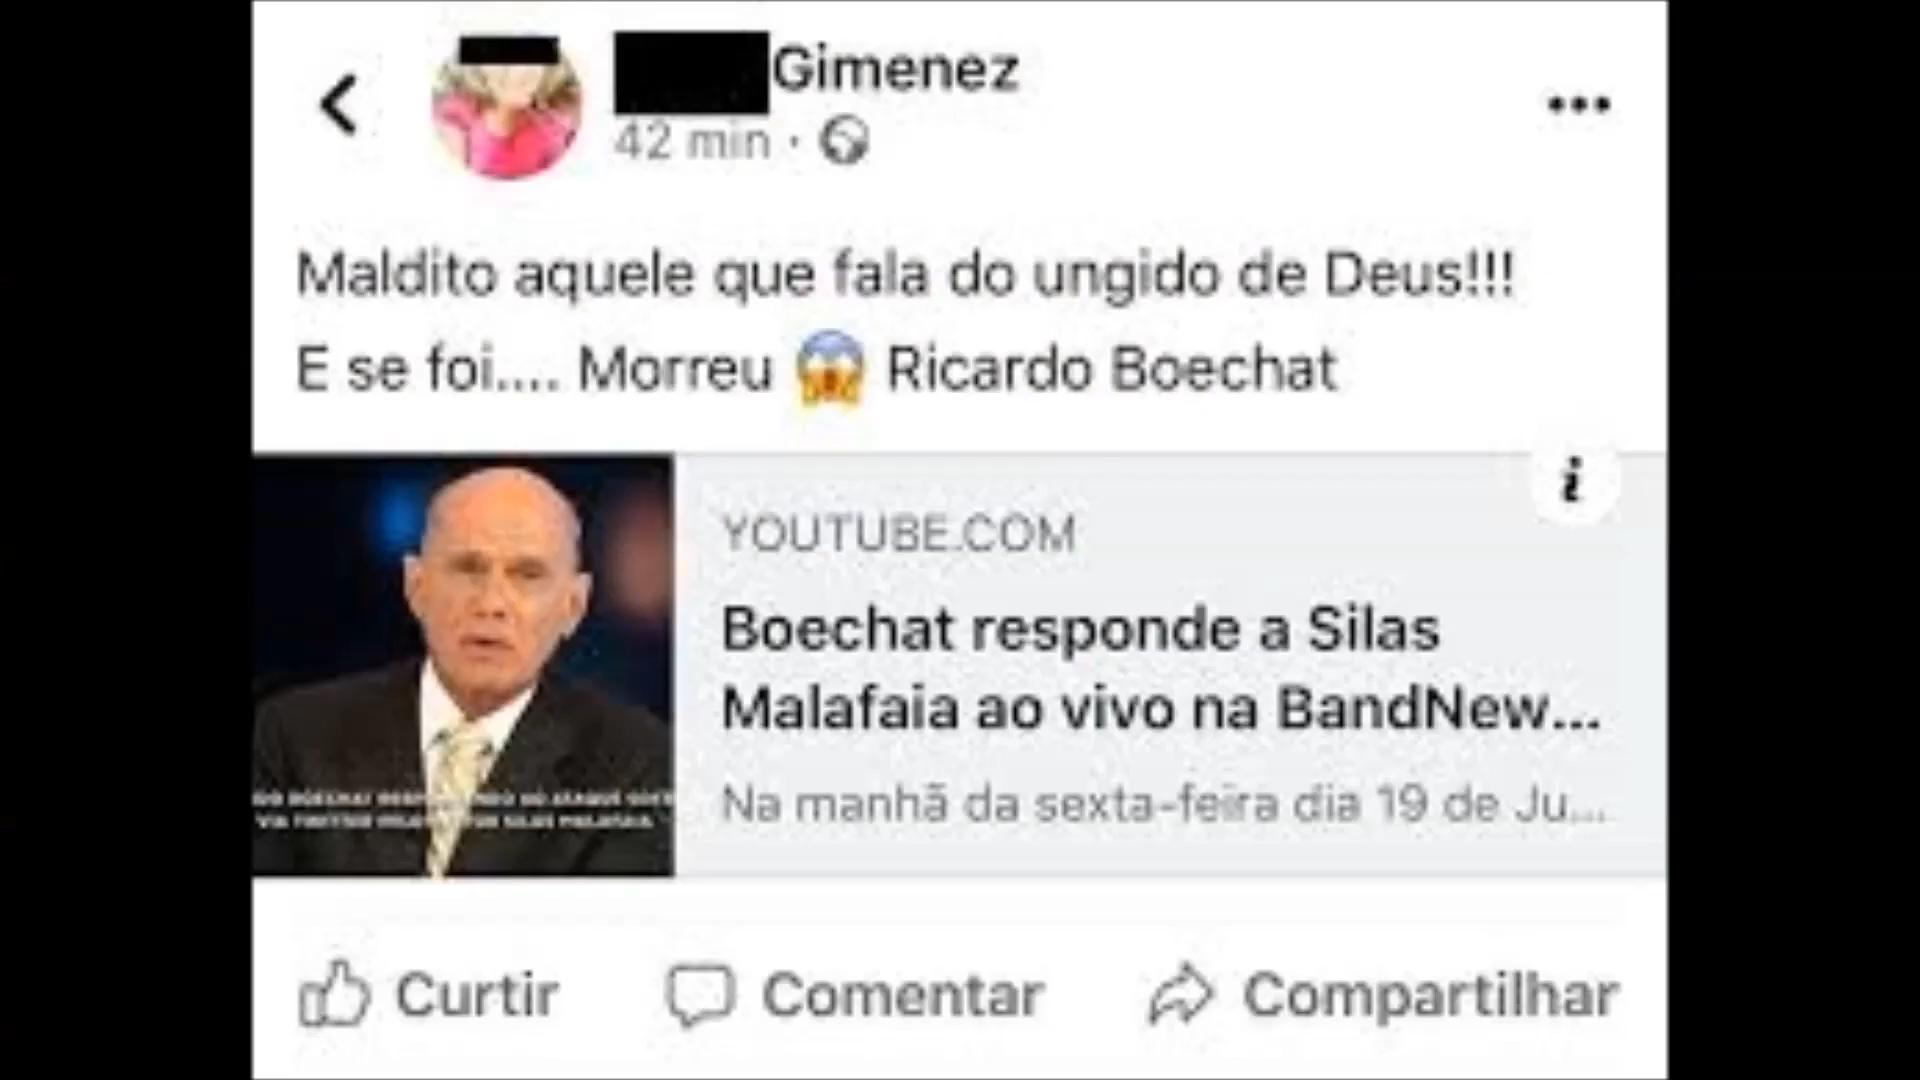 Gimenez
42 min ·
Maldito aquele que fala do ungido de Deus!!!
E se foi.... Morreu 😱 Ricardo Boechat
YOUTUBE.COM
Boechat responde a Silas
Malafaia ao vivo na BandNew...
Na manhã da sexta-feira dia 19 de Ju...
Curtir
Comentar
Compartilhar